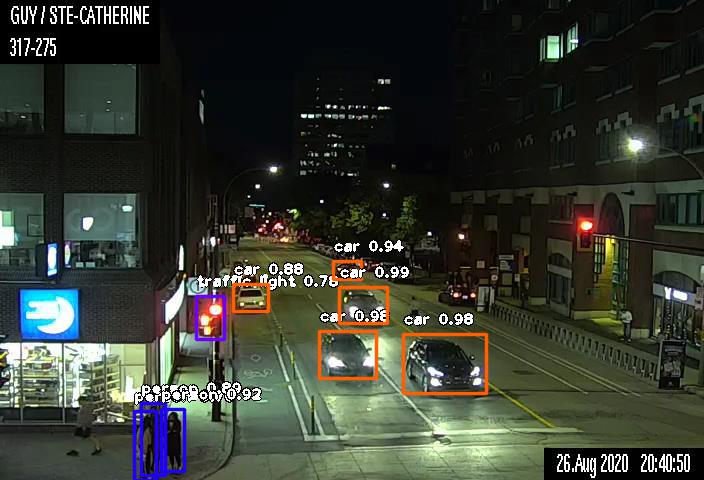 GUY / STE-CATHERINE
317-275
car 0.94
car 0.88
car 0.99
traffic light 0.78
car 0.98
car 0.98
person 0.89
person 0.92
26.Aug 2020 20:40:50